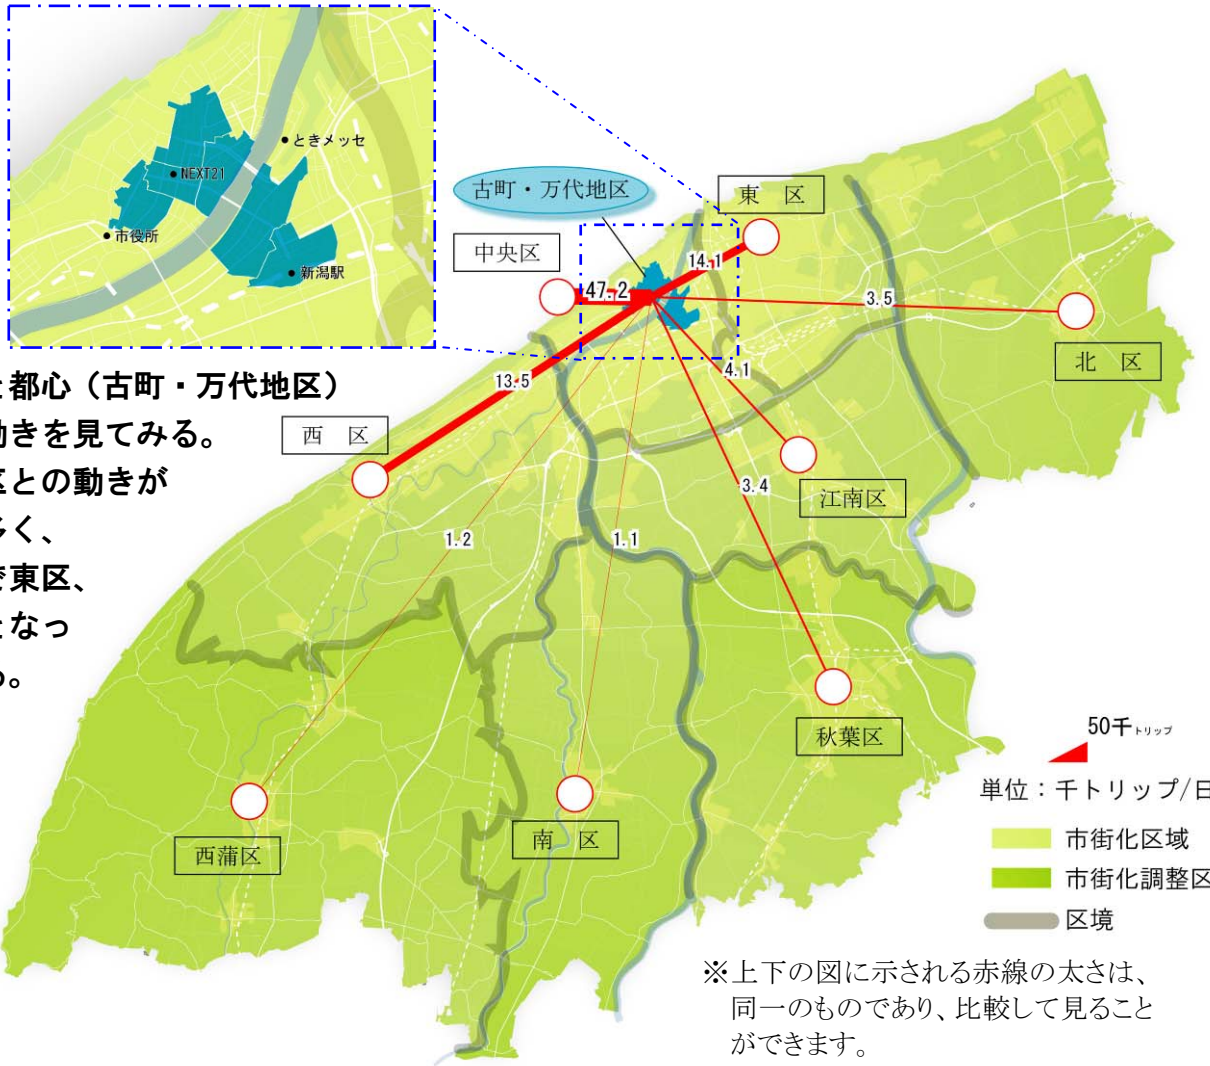 ときメッセ
NEXT21
市役所
新潟駅
古町・万代地区
東 区
中央区
14.1
47.2
3.5
北 区
4.1
13.5
西 区
都心（古町・万代地区）
動きを見てみる。
区との動きが
多く、
で東区、
となっ
る。
江南区
3.4
1.2
1.1
秋葉区
西蒲区
南 区
50千トリップ
単位：千トリップ/日
市街化区域
市街化調整区
区境
※上下の図に示される赤線の太さは、
同一のものであり、比較して見ること
ができます。